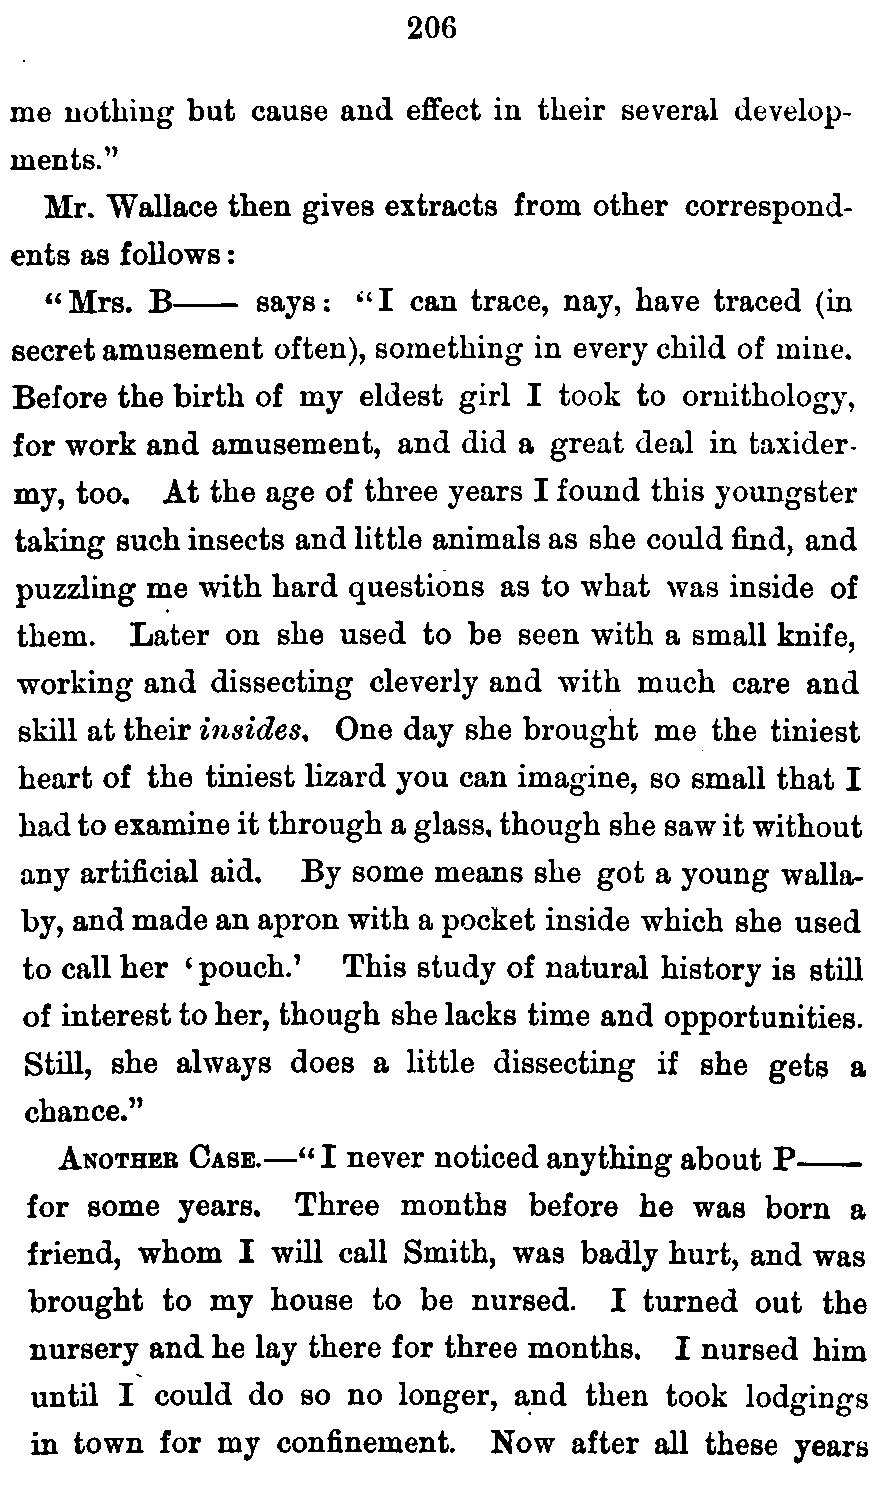 206
me nothing but cause and effect in their several develop-
ments."
Mr. Wallace then gives extracts from other correspond-
ents as follows:
"Mrs. B—— says: "I can trace, nay, have traced (in
secret amusement often), something in every child of mine.
Before the birth of my eldest girl I took to ornithology,
for work and amusement, and did a great deal in taxider-
my, too. At the age of three years I found this youngster
taking such insects and little animals as she could find, and
puzzling me with hard questions as to what was inside of
them. Later on she used to be seen with a small knife,
working and dissecting cleverly and with much care and
skill at their insides. One day she brought me the tiniest
heart of the tiniest lizard you can imagine, so small that I
had to examine it through a glass, though she saw it without
any artificial aid. By some means she got a young walla-
by, and made an apron with a pocket inside which she used
to call her 'pouch.' This study of natural history is still
of interest to her, though she lacks time and opportunities.
Still, she always does a little dissecting if she gets a
chance."
ANOTHER CASE.—"I never noticed anything about P——
for some years. Three months before he was born a
friend, whom I will call Smith, was badly hurt, and was
brought to my house to be nursed. I turned out the
nursery and he lay there for three months. I nursed him
until I could do so no longer, and then took lodgings
in town for my confinement. Now after all these years